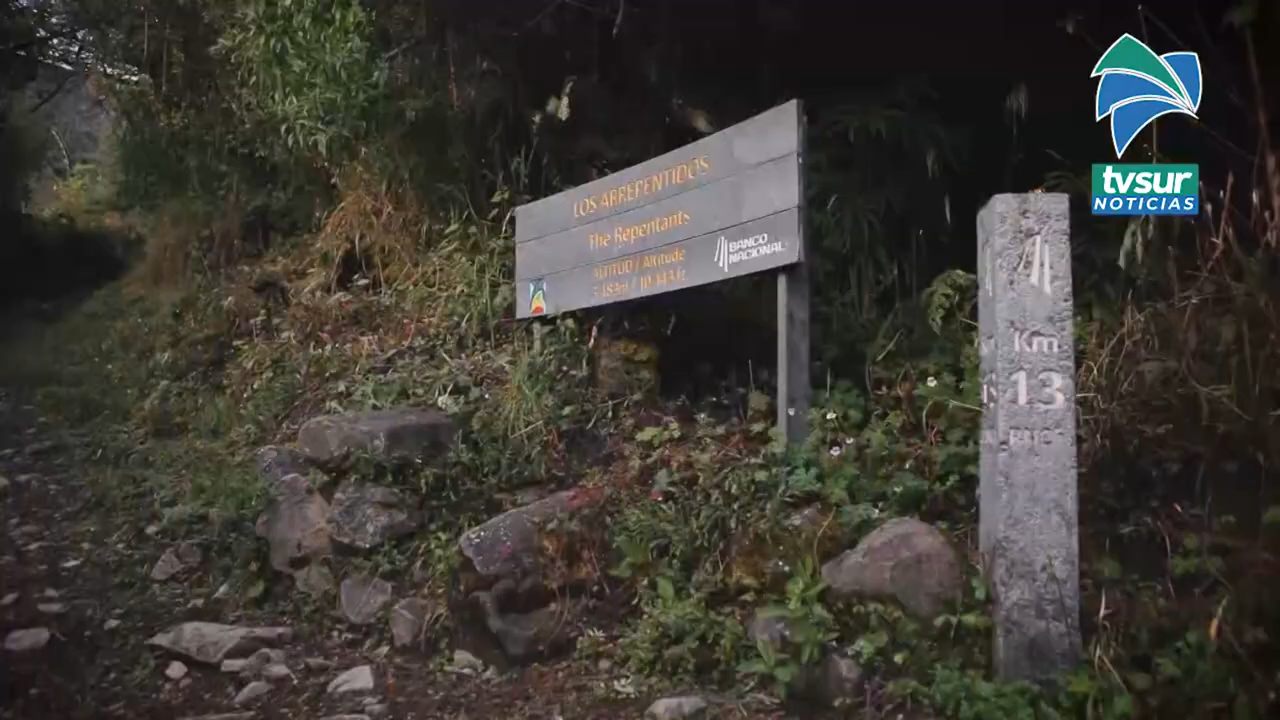 LOS ARREPENTIDOS
The Repentants
ALTITUD / Altitude
BANCO
NACIONAL
Km
13
tvsur
NOTICIAS